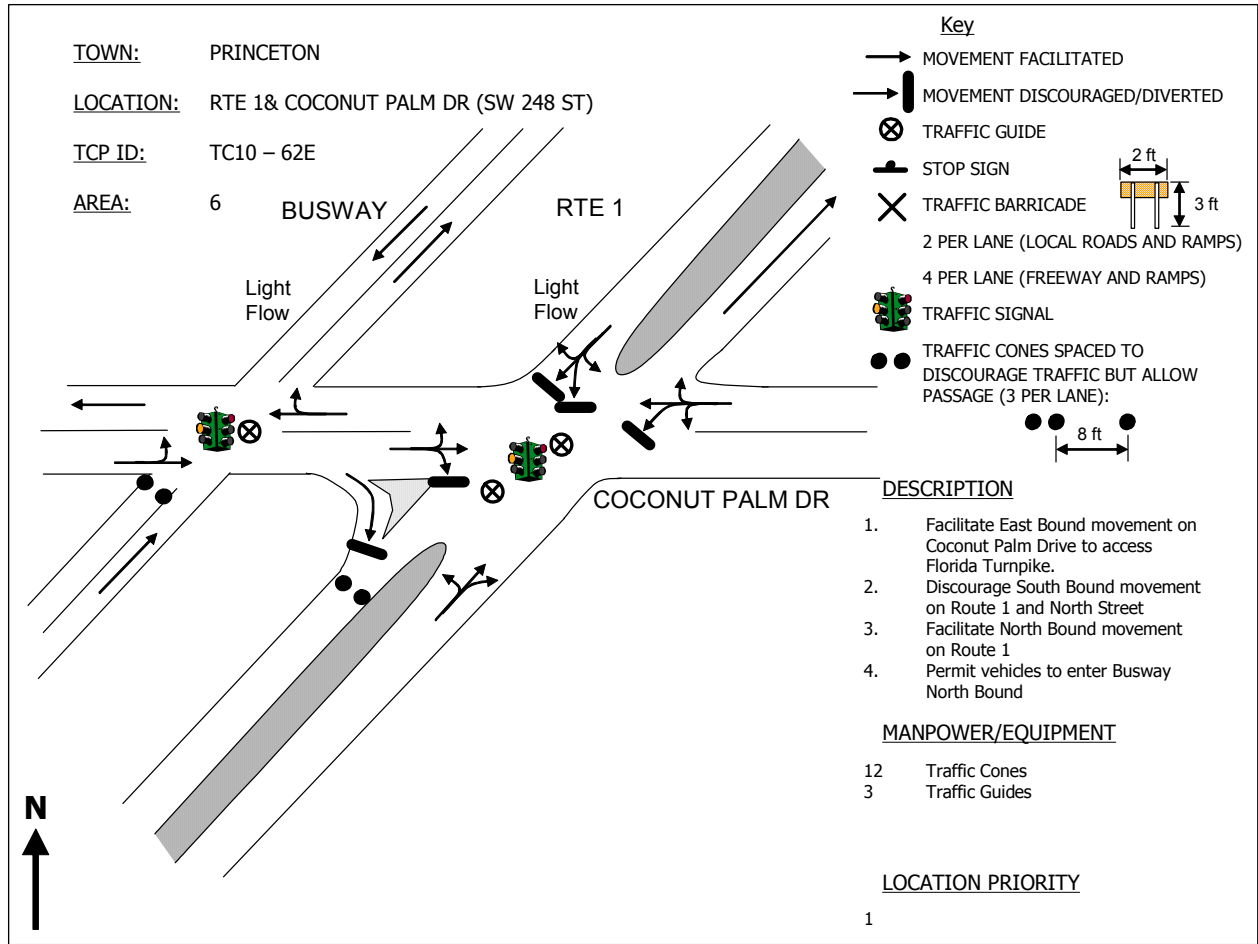 TOWN: PRINCETON
LOCATION: RTE 1& COCONUT PALM DR (SW 248 ST)
TCP ID: TC10 – 62E
AREA: 6
BUSWAY
RTE 1
Light
Flow
Light
Flow
COCONUT PALM DR
N
Key
MOVEMENT FACILITATED
MOVEMENT DISCOURAGED/DIVERTED
TRAFFIC GUIDE
STOP SIGN
2 ft
3 ft
TRAFFIC BARRICADE
2 PER LANE (LOCAL ROADS AND RAMPS)
4 PER LANE (FREEWAY AND RAMPS)
TRAFFIC SIGNAL
TRAFFIC CONES SPACED TO
DISCOURAGE TRAFFIC BUT ALLOW
PASSAGE (3 PER LANE):
8 ft
DESCRIPTION
1. Facilitate East Bound movement on
Coconut Palm Drive to access
Florida Turnpike.
2. Discourage South Bound movement
on Route 1 and North Street
3. Facilitate North Bound movement
on Route 1
4. Permit vehicles to enter Busway
North Bound
MANPOWER/EQUIPMENT
12 Traffic Cones
3 Traffic Guides
LOCATION PRIORITY
1